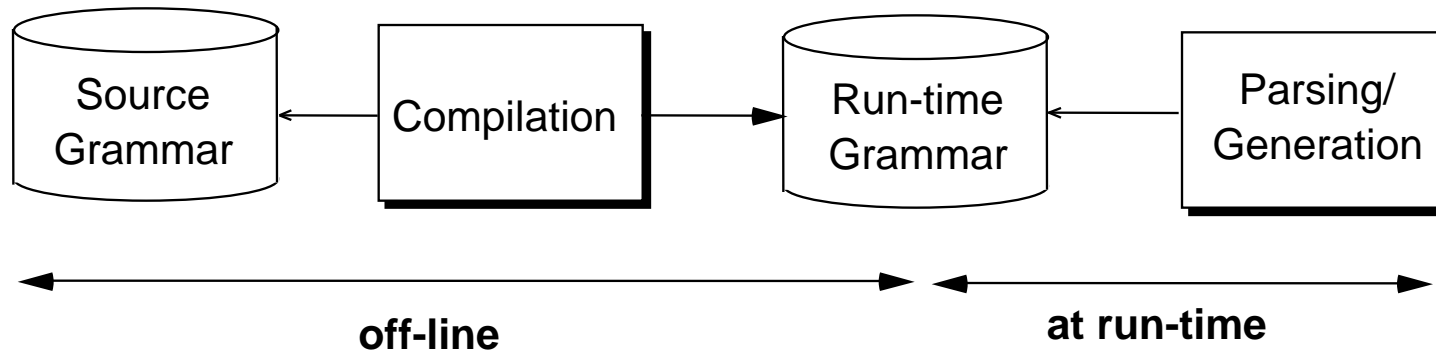 Source
Grammar
Compilation
Run-time
Grammar
Parsing/
Generation
off-line
at run-time